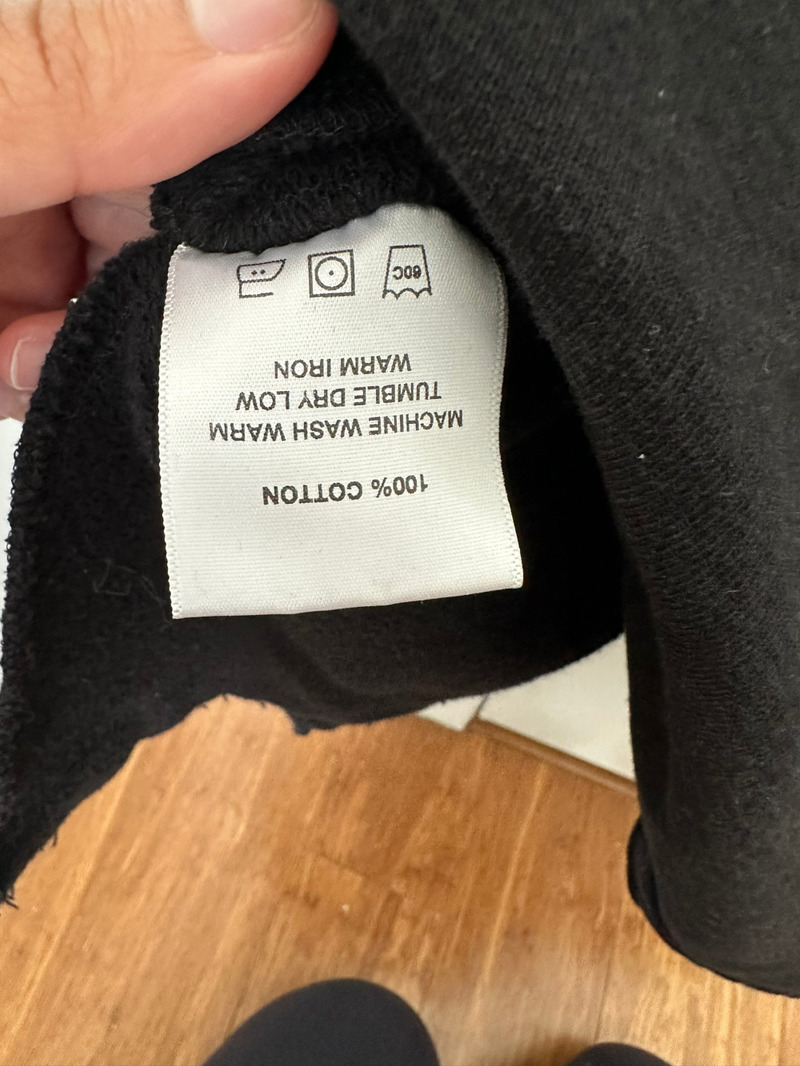 100% COTTON
MACHINE WASH WARM
TUMBLE DRY LOW
WARM IRON
60C